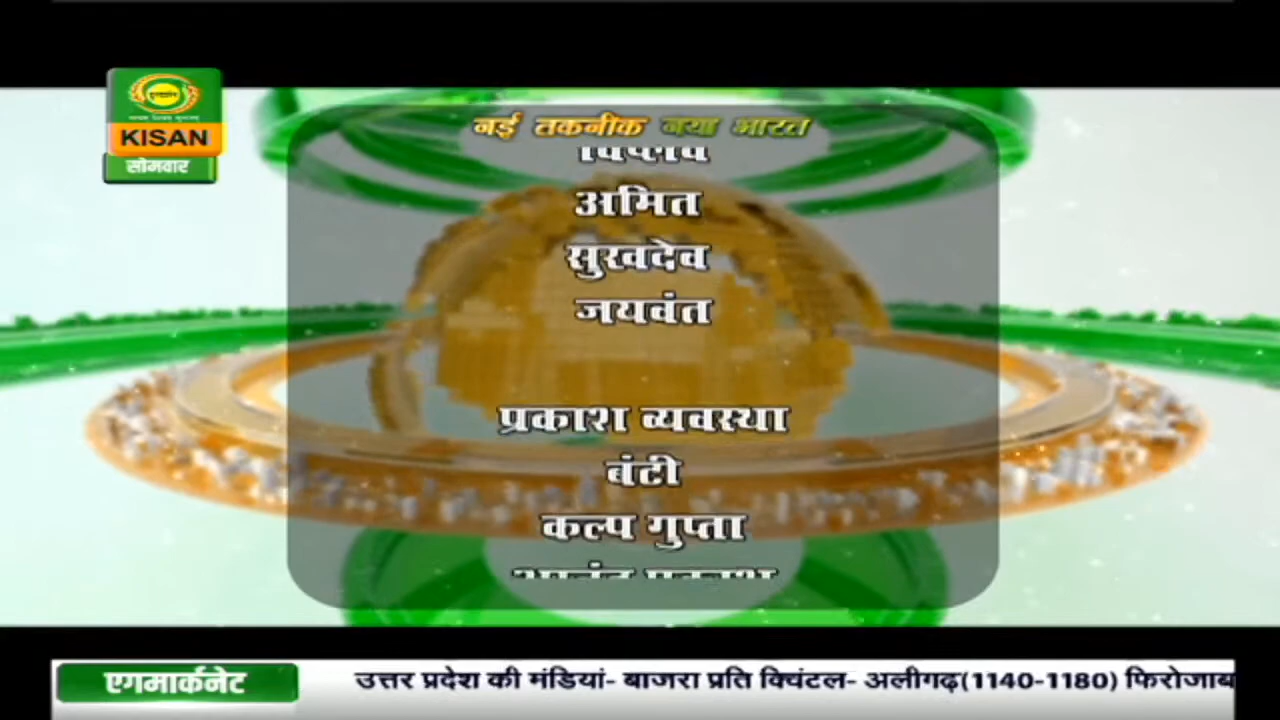 KISAN
सोमवार
नई तकनीक नया भारत
अमित
सुखदेव
जयवंत
प्रकाश व्यवस्था
बंटी
कल्प गुप्ता
एगमार्कनेट
उत्तर प्रदेश की मंडियां- बाजरा प्रति क्विंटल- अलीगढ़(1140-1180) फिरोजाब